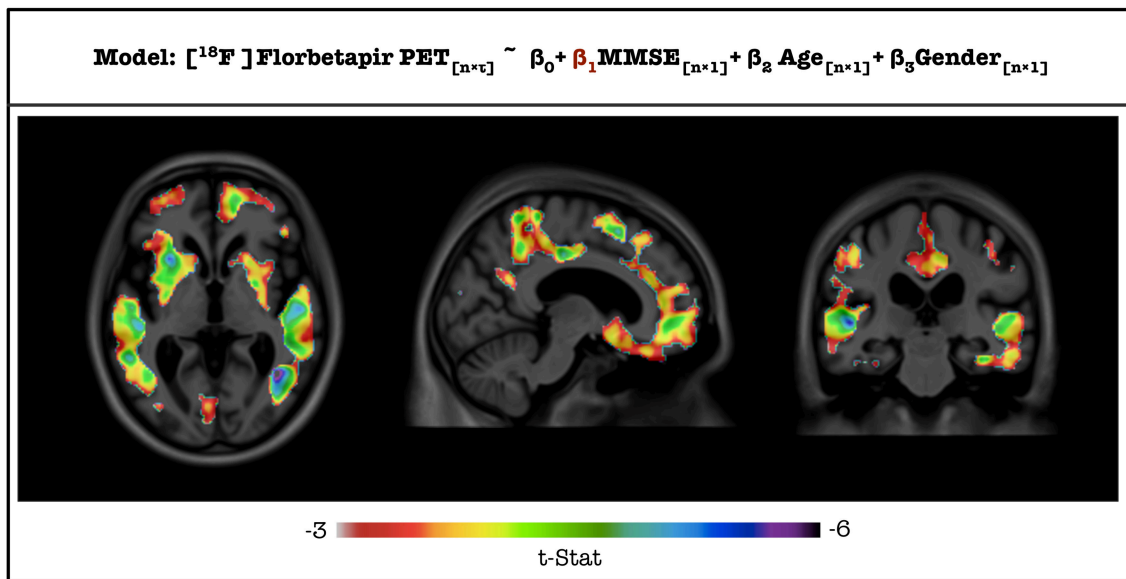 Model: [¹⁸F ]Florbetapir PET[n×τ] ~ β₀+ β₁MMSE[n×1]+ β₂ Age[n×1]+ β₃Gender[n×1]
-3 -6
t-Stat